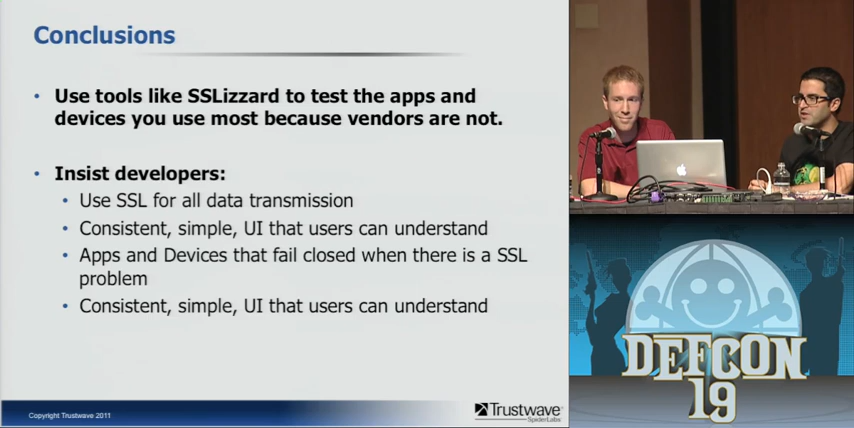 Conclusions
• Use tools like SSLizzard to test the apps and
devices you use most because vendors are not.
• Insist developers:
• Use SSL for all data transmission
• Consistent, simple, UI that users can understand
• Apps and Devices that fail closed when there is a SSL
problem
• Consistent, simple, UI that users can understand
Copyright Trustwave 2011
Trustwave®
SpiderLabs
DEFCON
19